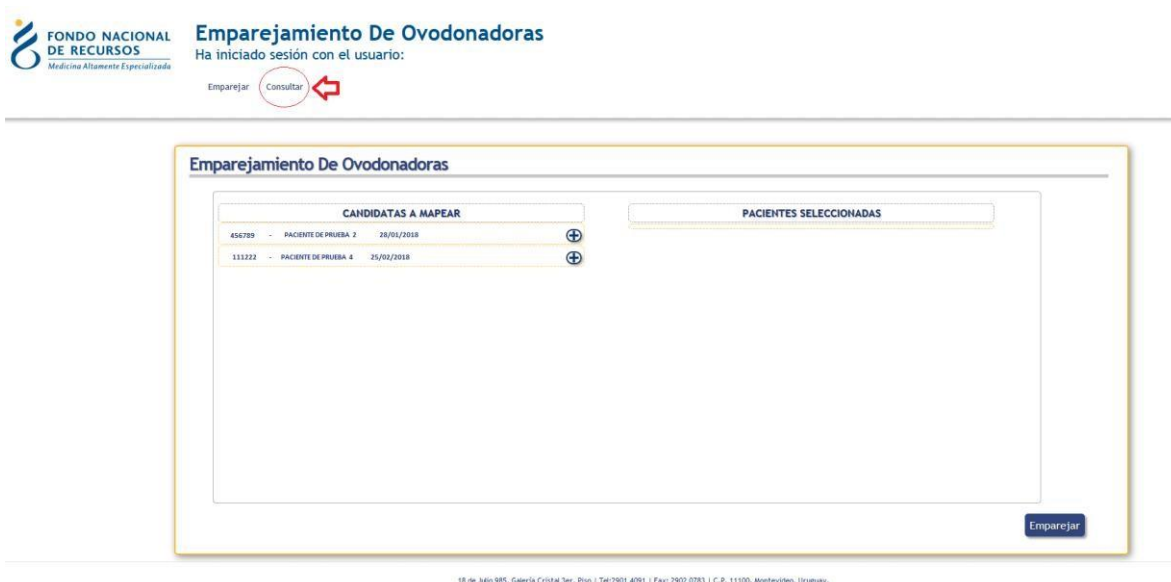 FONDO NACIONAL
DE RECURSOS
Medicina Altamente Especializada
Emparejamiento De Ovodonadoras
Ha iniciado sesión con el usuario:
Emparejar Consultar
Emparejamiento De Ovodonadoras
CANDIDATAS A MAPEAR
456789 - PACIENTE DE PRUEBA 2 28/01/2018
111222 - PACIENTE DE PRUEBA 4 25/02/2018
PACIENTES SELECCIONADAS
Emparejar
18 de Julio 985, Galería Cristal 3er. Piso | Tel:2901 4091 | Fax: 2902 0783 | C.P. 11100, Montevideo, Uruguay.